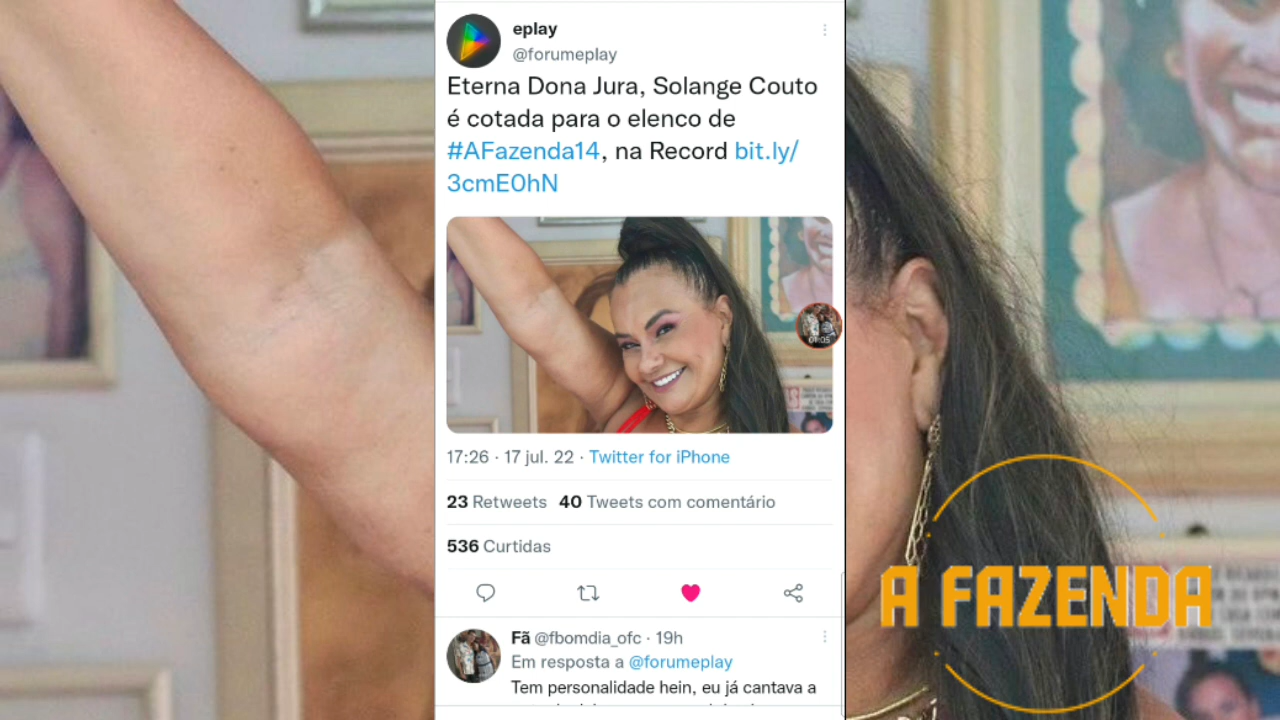 eplay
@forumeplay
Eterna Dona Jura, Solange Couto
é cotada para o elenco de
#AFazenda14, na Record bit.ly/
3cmE0hN
01:05
17:26 · 17 jul. 22 · Twitter for iPhone
23 Retweets 40 Tweets com comentário
536 Curtidas
Fã @fbomdia_ofc · 19h
Em resposta a @forumeplay
Tem personalidade hein, eu já cantava a
A FAZENDA